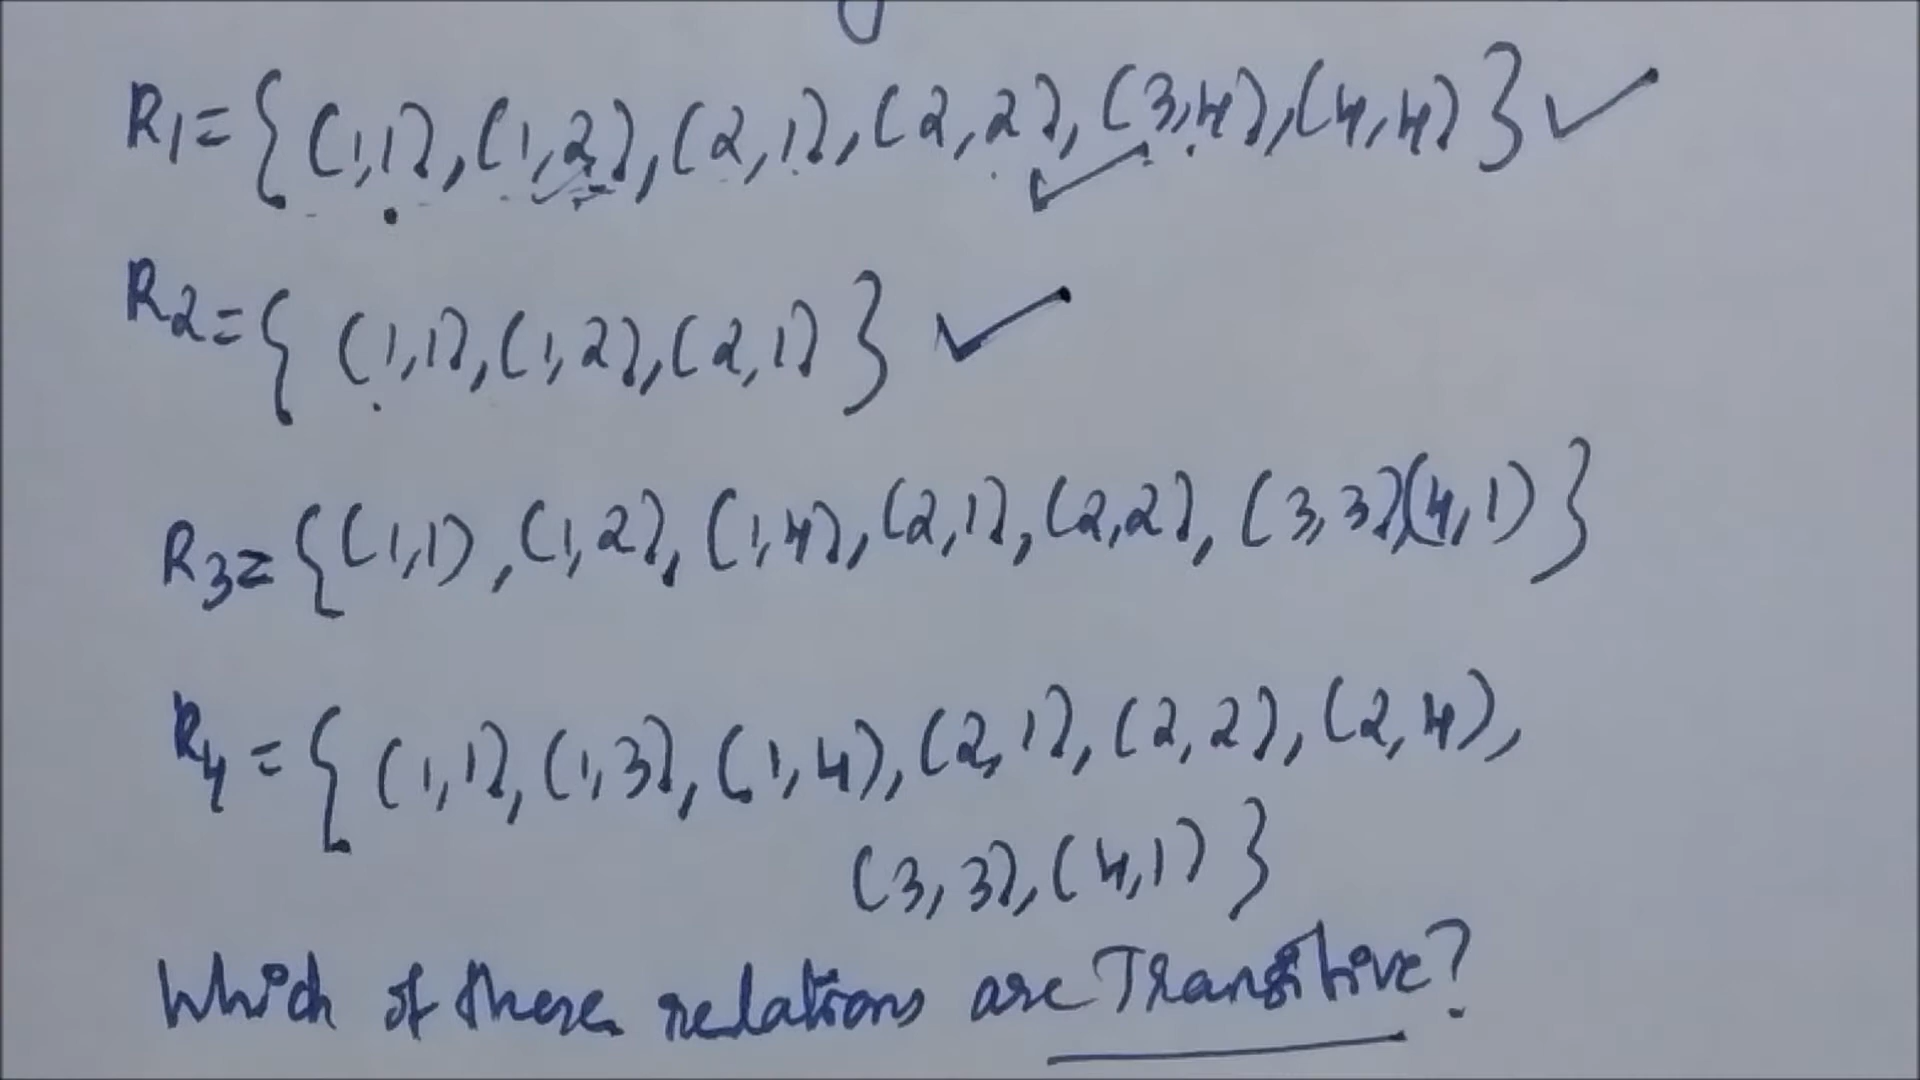 R1={(1,1),(1,2),(2,1),(2,2),(3,4),(4,4)} ✓
R2={(1,1),(1,2),(2,1)} ✓
R3={(1,1),(1,2),(1,4),(2,1),(2,2),(3,3)(4,1)}
R4={(1,1),(1,3),(1,4),(2,1),(2,2),(2,4),
(3,3),(4,1)}
Which of these relations are Transitive?